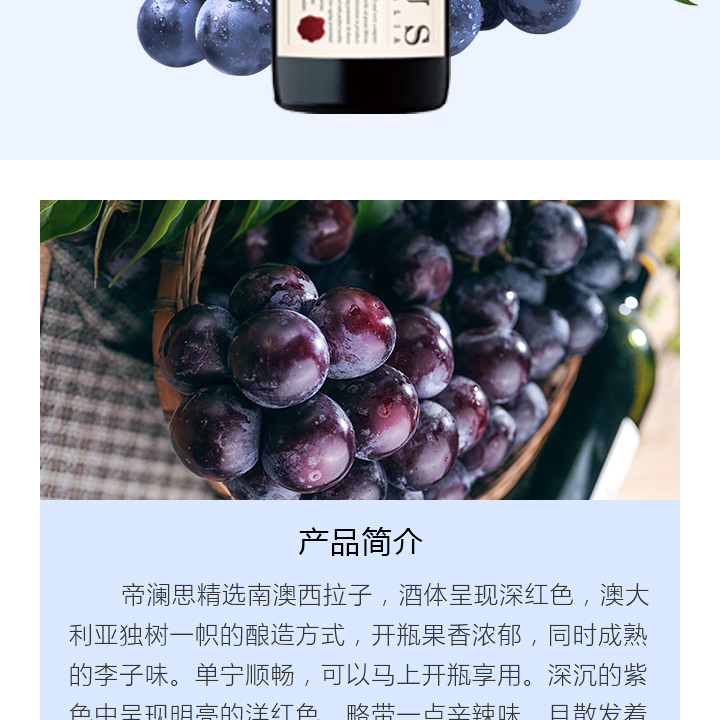 US
产品简介
帝澜思精选南澳西拉子，酒体呈现深红色，澳大
利亚独树一帜的酿造方式，开瓶果香浓郁，同时成熟
的李子味。单宁顺畅，可以马上开瓶享用。深沉的紫
色中呈现明亮的洋红色，略带一点辛辣味，且散发着